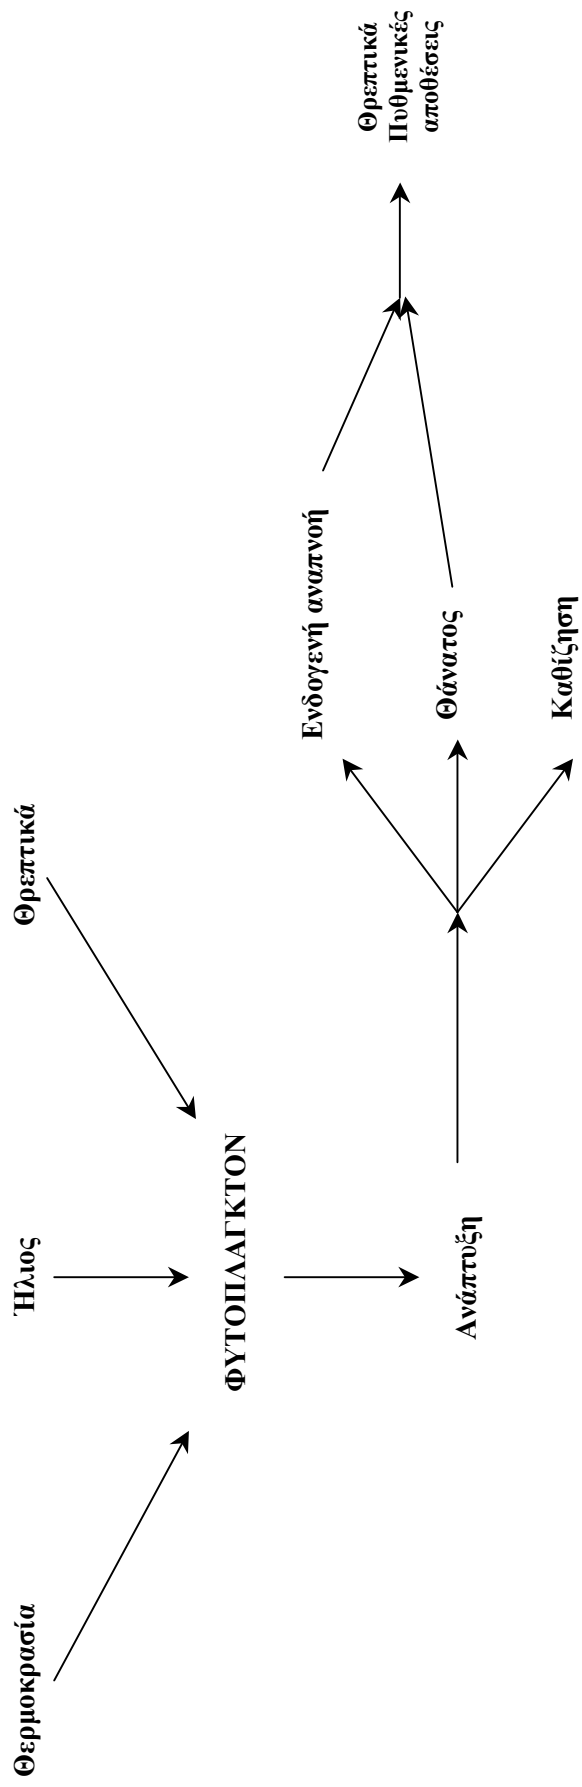 Θερμοκρασία
Ήλιος
Θρεπτικά
ΦΥΤΟΠΛΑΓΚΤΟΝ
Ανάπτυξη
Ενδογενή αναπνοή
Θάνατος
Καθίζηση
Θρεπτικά
Πυθμενικές
αποθέσεις